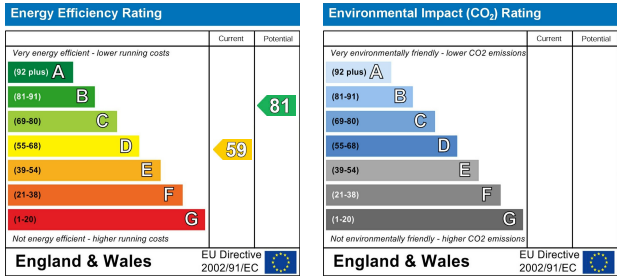 Energy Efficiency Rating
Current Potential
Very energy efficient - lower running costs
(92 plus) A
(81-91) B
81
(69-80) C
(55-68) D
59
(39-54) E
(21-38) F
(1-20) G
Not energy efficient - higher running costs
England & Wales
EU Directive
2002/91/EC
Environmental Impact (CO₂) Rating
Current Potential
Very environmentally friendly - lower CO2 emissions
(92 plus) A
(81-91) B
(69-80) C
(55-68) D
(39-54) E
(21-38) F
(1-20) G
Not environmentally friendly - higher CO2 emissions
England & Wales
EU Directive
2002/91/EC